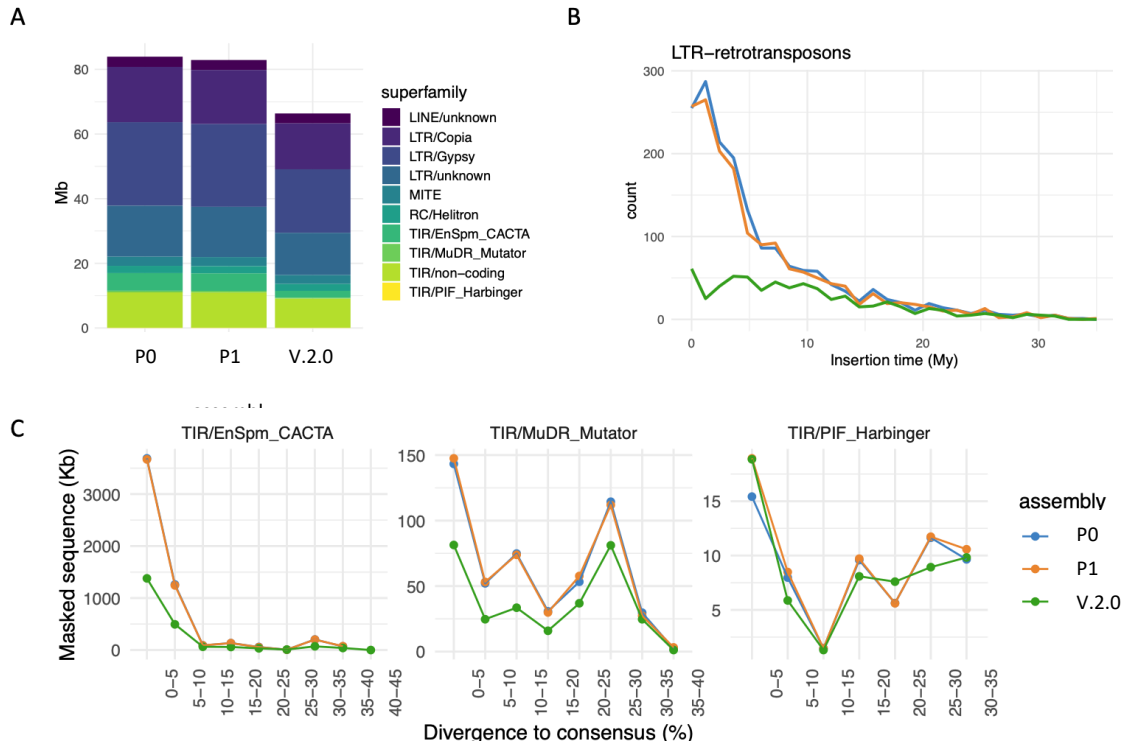 A
B
LTR−retrotransposons
Mb
80
60
40
20
0
P0 P1 V.2.0
superfamily
LINE/unknown
LTR/Copia
LTR/Gypsy
LTR/unknown
MITE
RC/Helitron
TIR/EnSpm_CACTA
TIR/MuDR_Mutator
TIR/non−coding
TIR/PIF_Harbinger
count
300
200
100
0
0 10 20 30
Insertion time (My)
C
TIR/EnSpm_CACTA
TIR/MuDR_Mutator
TIR/PIF_Harbinger
Masked sequence (Kb)
3000
2000
1000
0
150
100
50
0
15
10
5
0−5 5−10 10−15 15−20 20−25 25−30 30−35 35−40 40−45
0−5 5−10 10−15 15−20 20−25 25−30 30−35 35−40
0−5 5−10 10−15 15−20 20−25 25−30 30−35
Divergence to consensus (%)
assembly
P0
P1
V.2.0